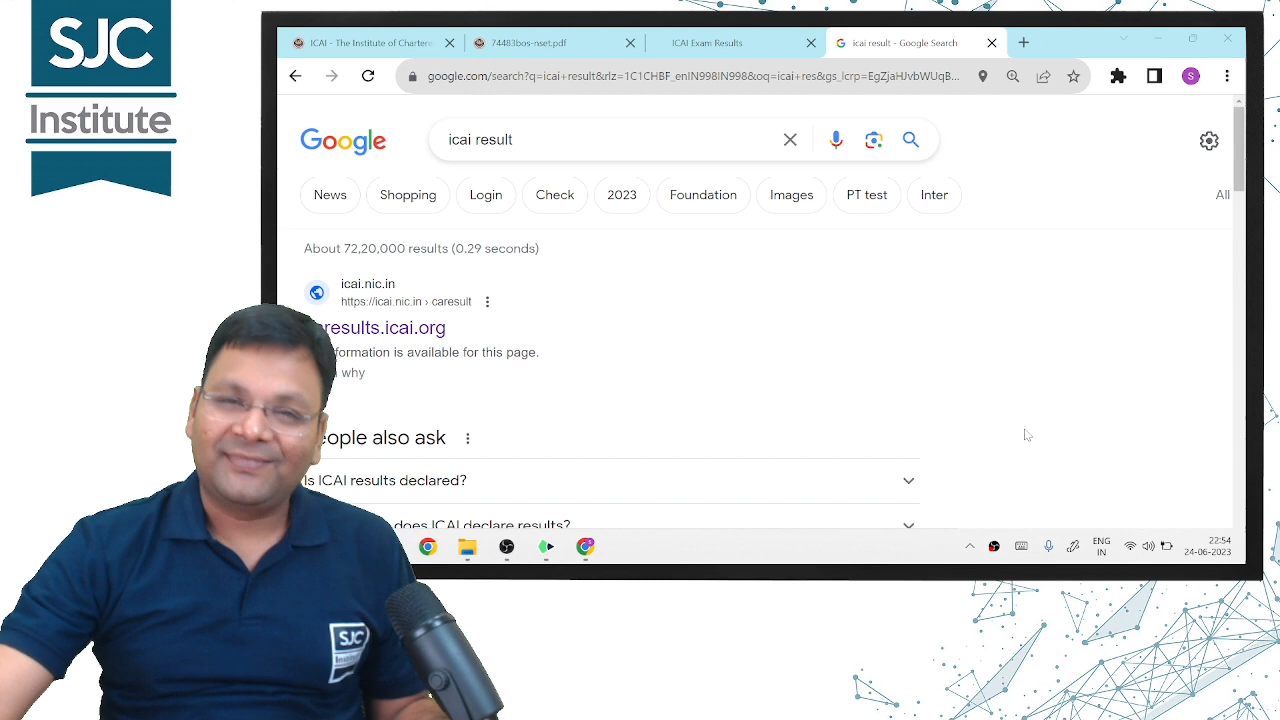 SJC
Institute
ICAI - The Institute of Chartere
74483bos-nset.pdf
ICAI Exam Results
icai result - Google Search
google.com/search?q=icai+result&rlz=1C1CHBF_enIN998IN998&oq=icai+res&gs_lcrp=EgZjaHJvbWUqB...
S
Google
icai result
News
Shopping
Login
Check
2023
Foundation
Images
PT test
Inter
All
About 72,20,000 results (0.29 seconds)
icai.nic.in
https://icai.nic.in › caresult
results.icai.org
formation is available for this page.
why
eople also ask
Is ICAI results declared?
does ICAI declare results?
ENG
IN
22:54
24-06-2023
SJC
Institute